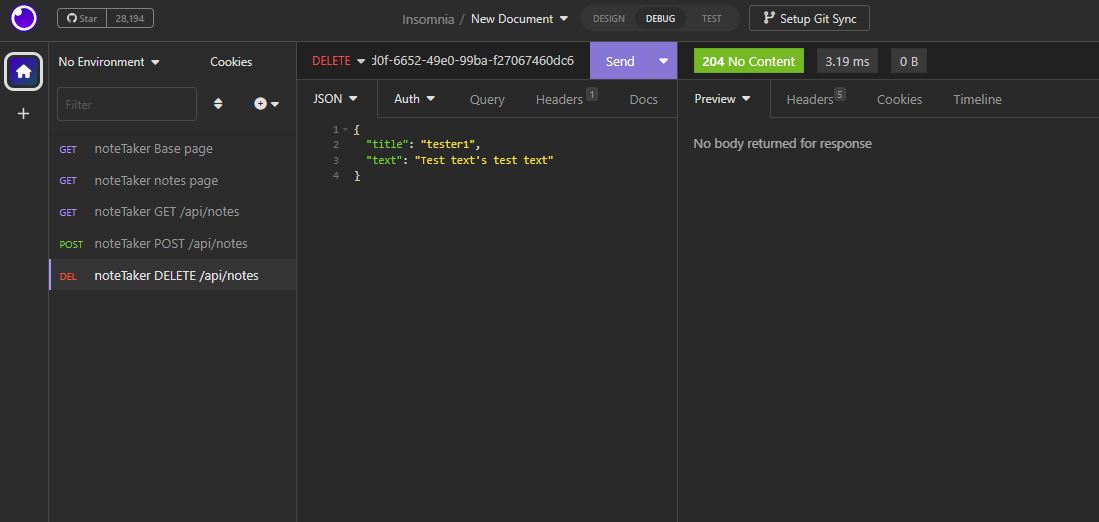 Star 28,194
Insomnia / New Document
DESIGN DEBUG TEST
Setup Git Sync
No Environment Cookies
Filter
GET noteTaker Base page
GET noteTaker notes page
GET noteTaker GET /api/notes
POST noteTaker POST /api/notes
DEL noteTaker DELETE /api/notes
DELETE d0f-6652-49e0-99ba-f27067460dc6 Send
JSON Auth Query Headers 1 Docs
1 {
2 "title": "tester1",
3 "text": "Test text's test text"
4 }
204 No Content 3.19 ms 0 B
Preview Headers 5 Cookies Timeline
No body returned for response